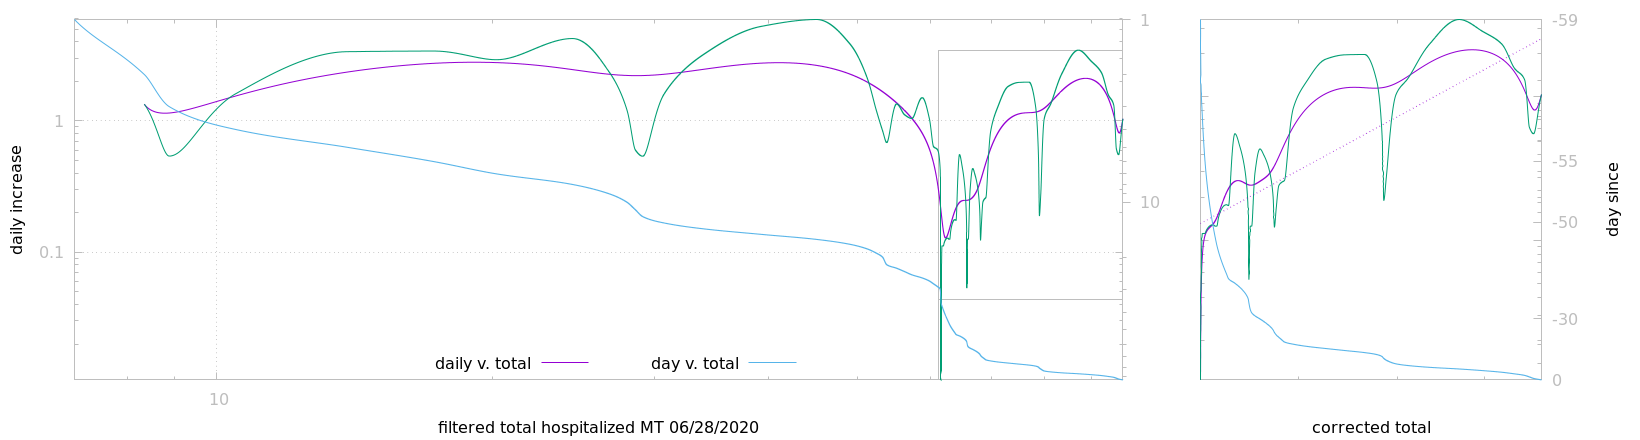 1
-59
1
daily increase
10
-55
day since
-50
0.1
-30
daily v. total
day v. total
0
10
filtered total hospitalized MT 06/28/2020
corrected total